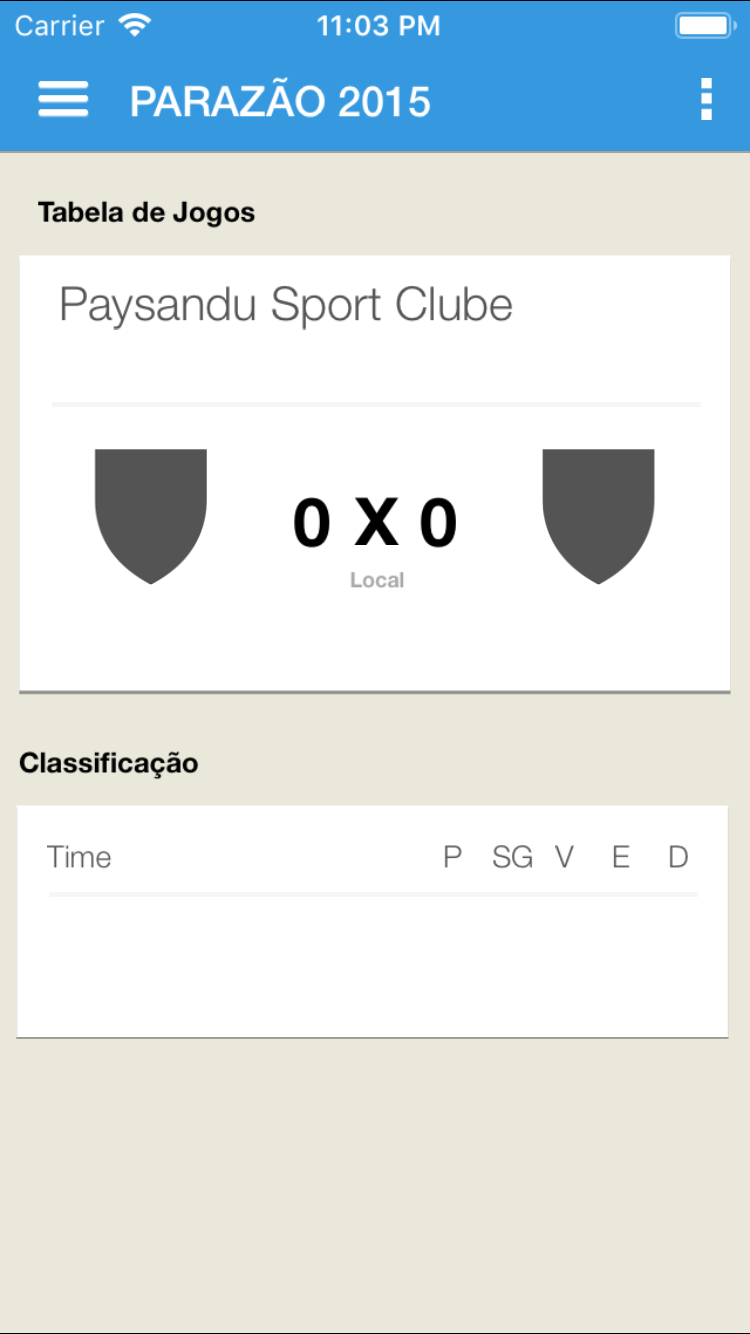 Carrier 11:03 PM
PARAZÃO 2015
Tabela de Jogos
Paysandu Sport Clube
0 X 0
Local
Classificação
Time P SG V E D